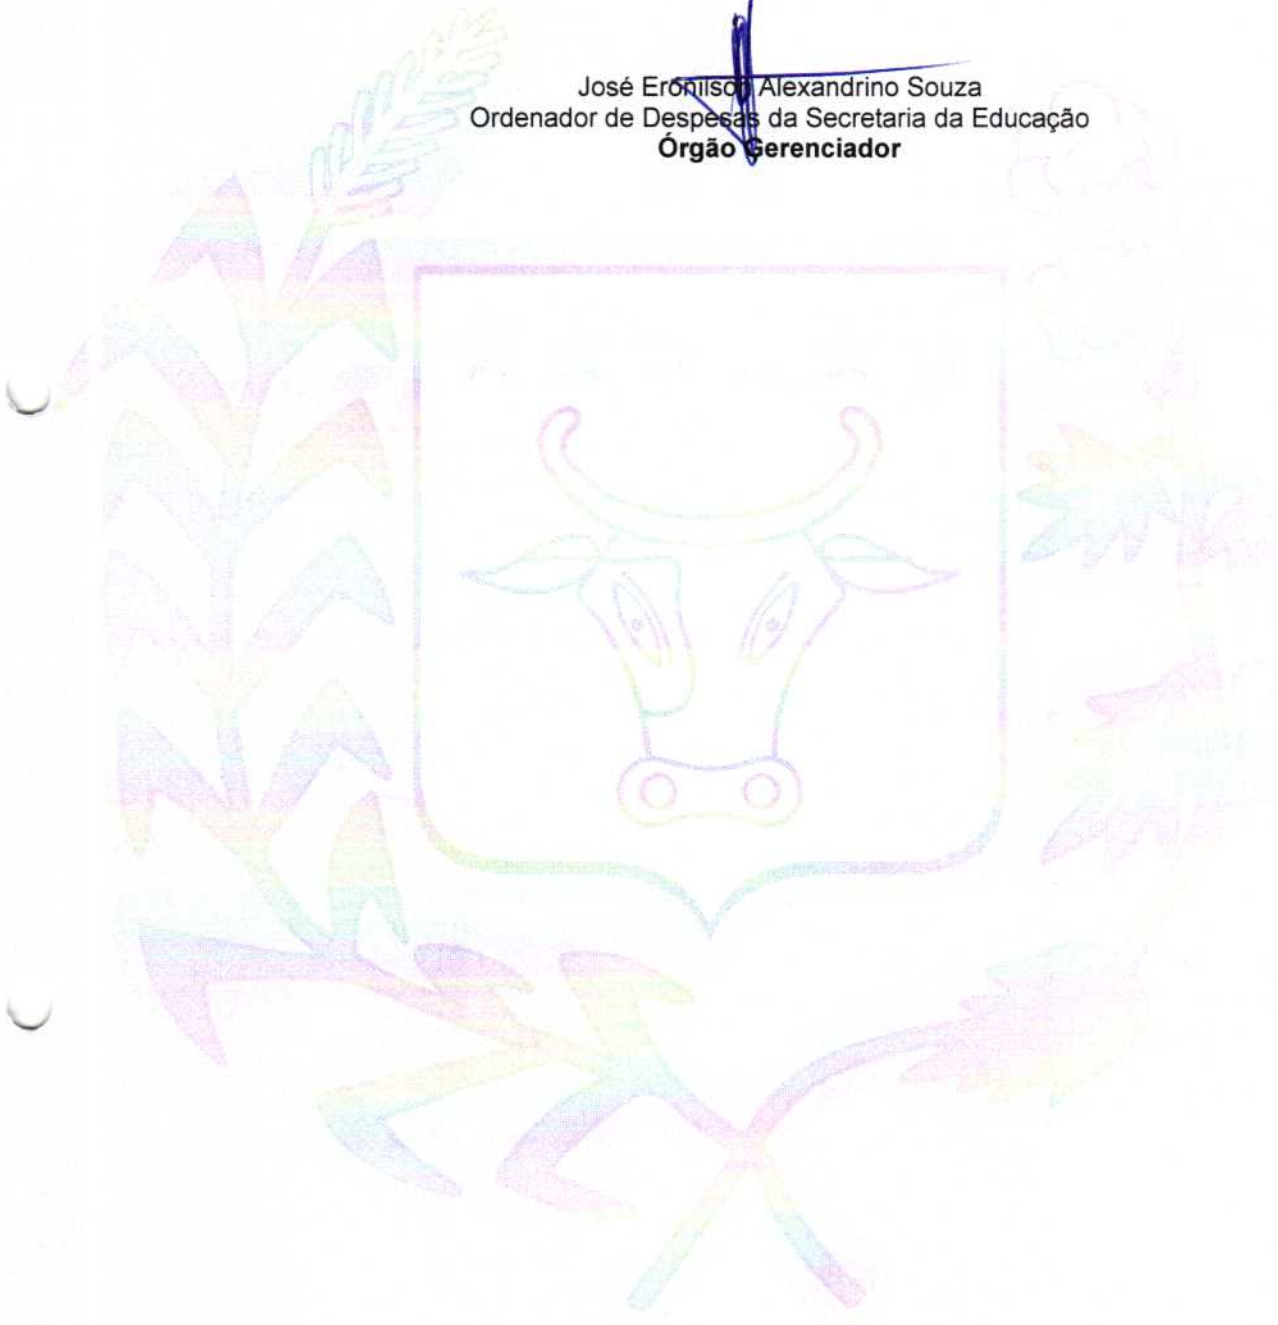 José Eronilson Alexandrino Souza
Ordenador de Despesas da Secretaria da Educação
Órgão Gerenciador